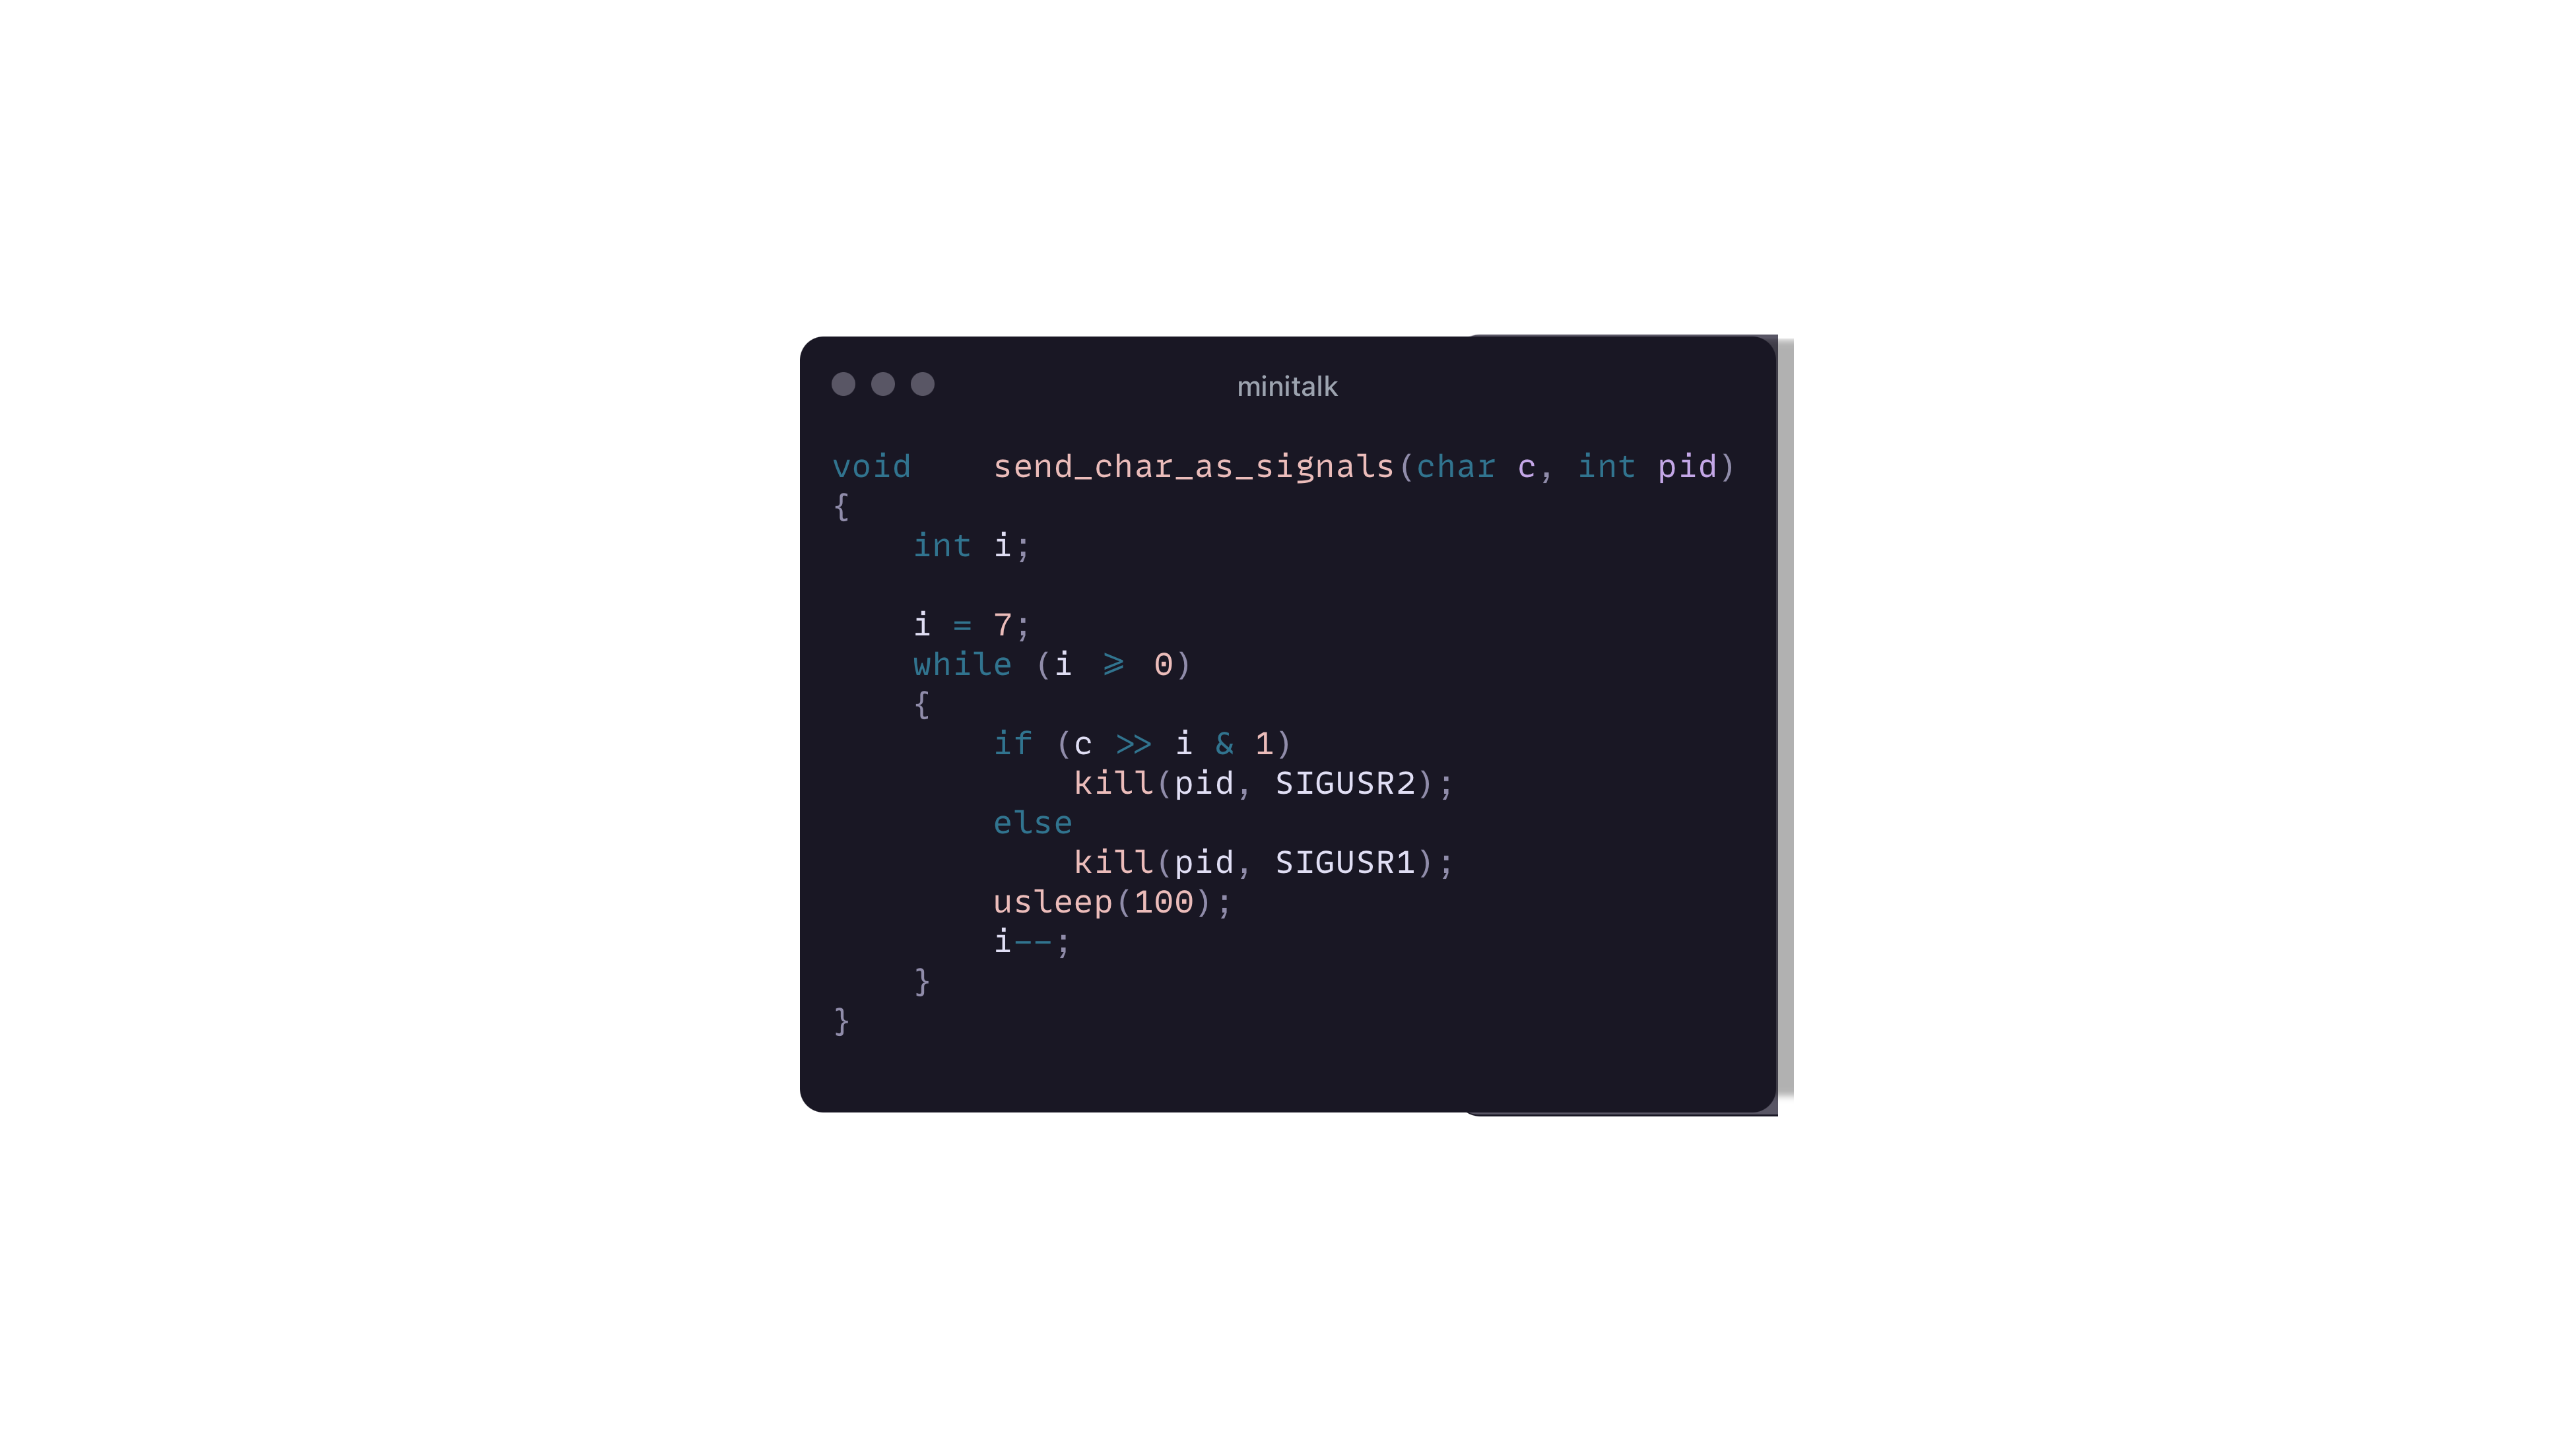 minitalk
void    send_char_as_signals(char c, int pid)
{
    int i;
    i = 7;
    while (i >= 0)
    {
        if (c >> i & 1)
            kill(pid, SIGUSR2);
        else
            kill(pid, SIGUSR1);
        usleep(100);
        i--;
    }
}